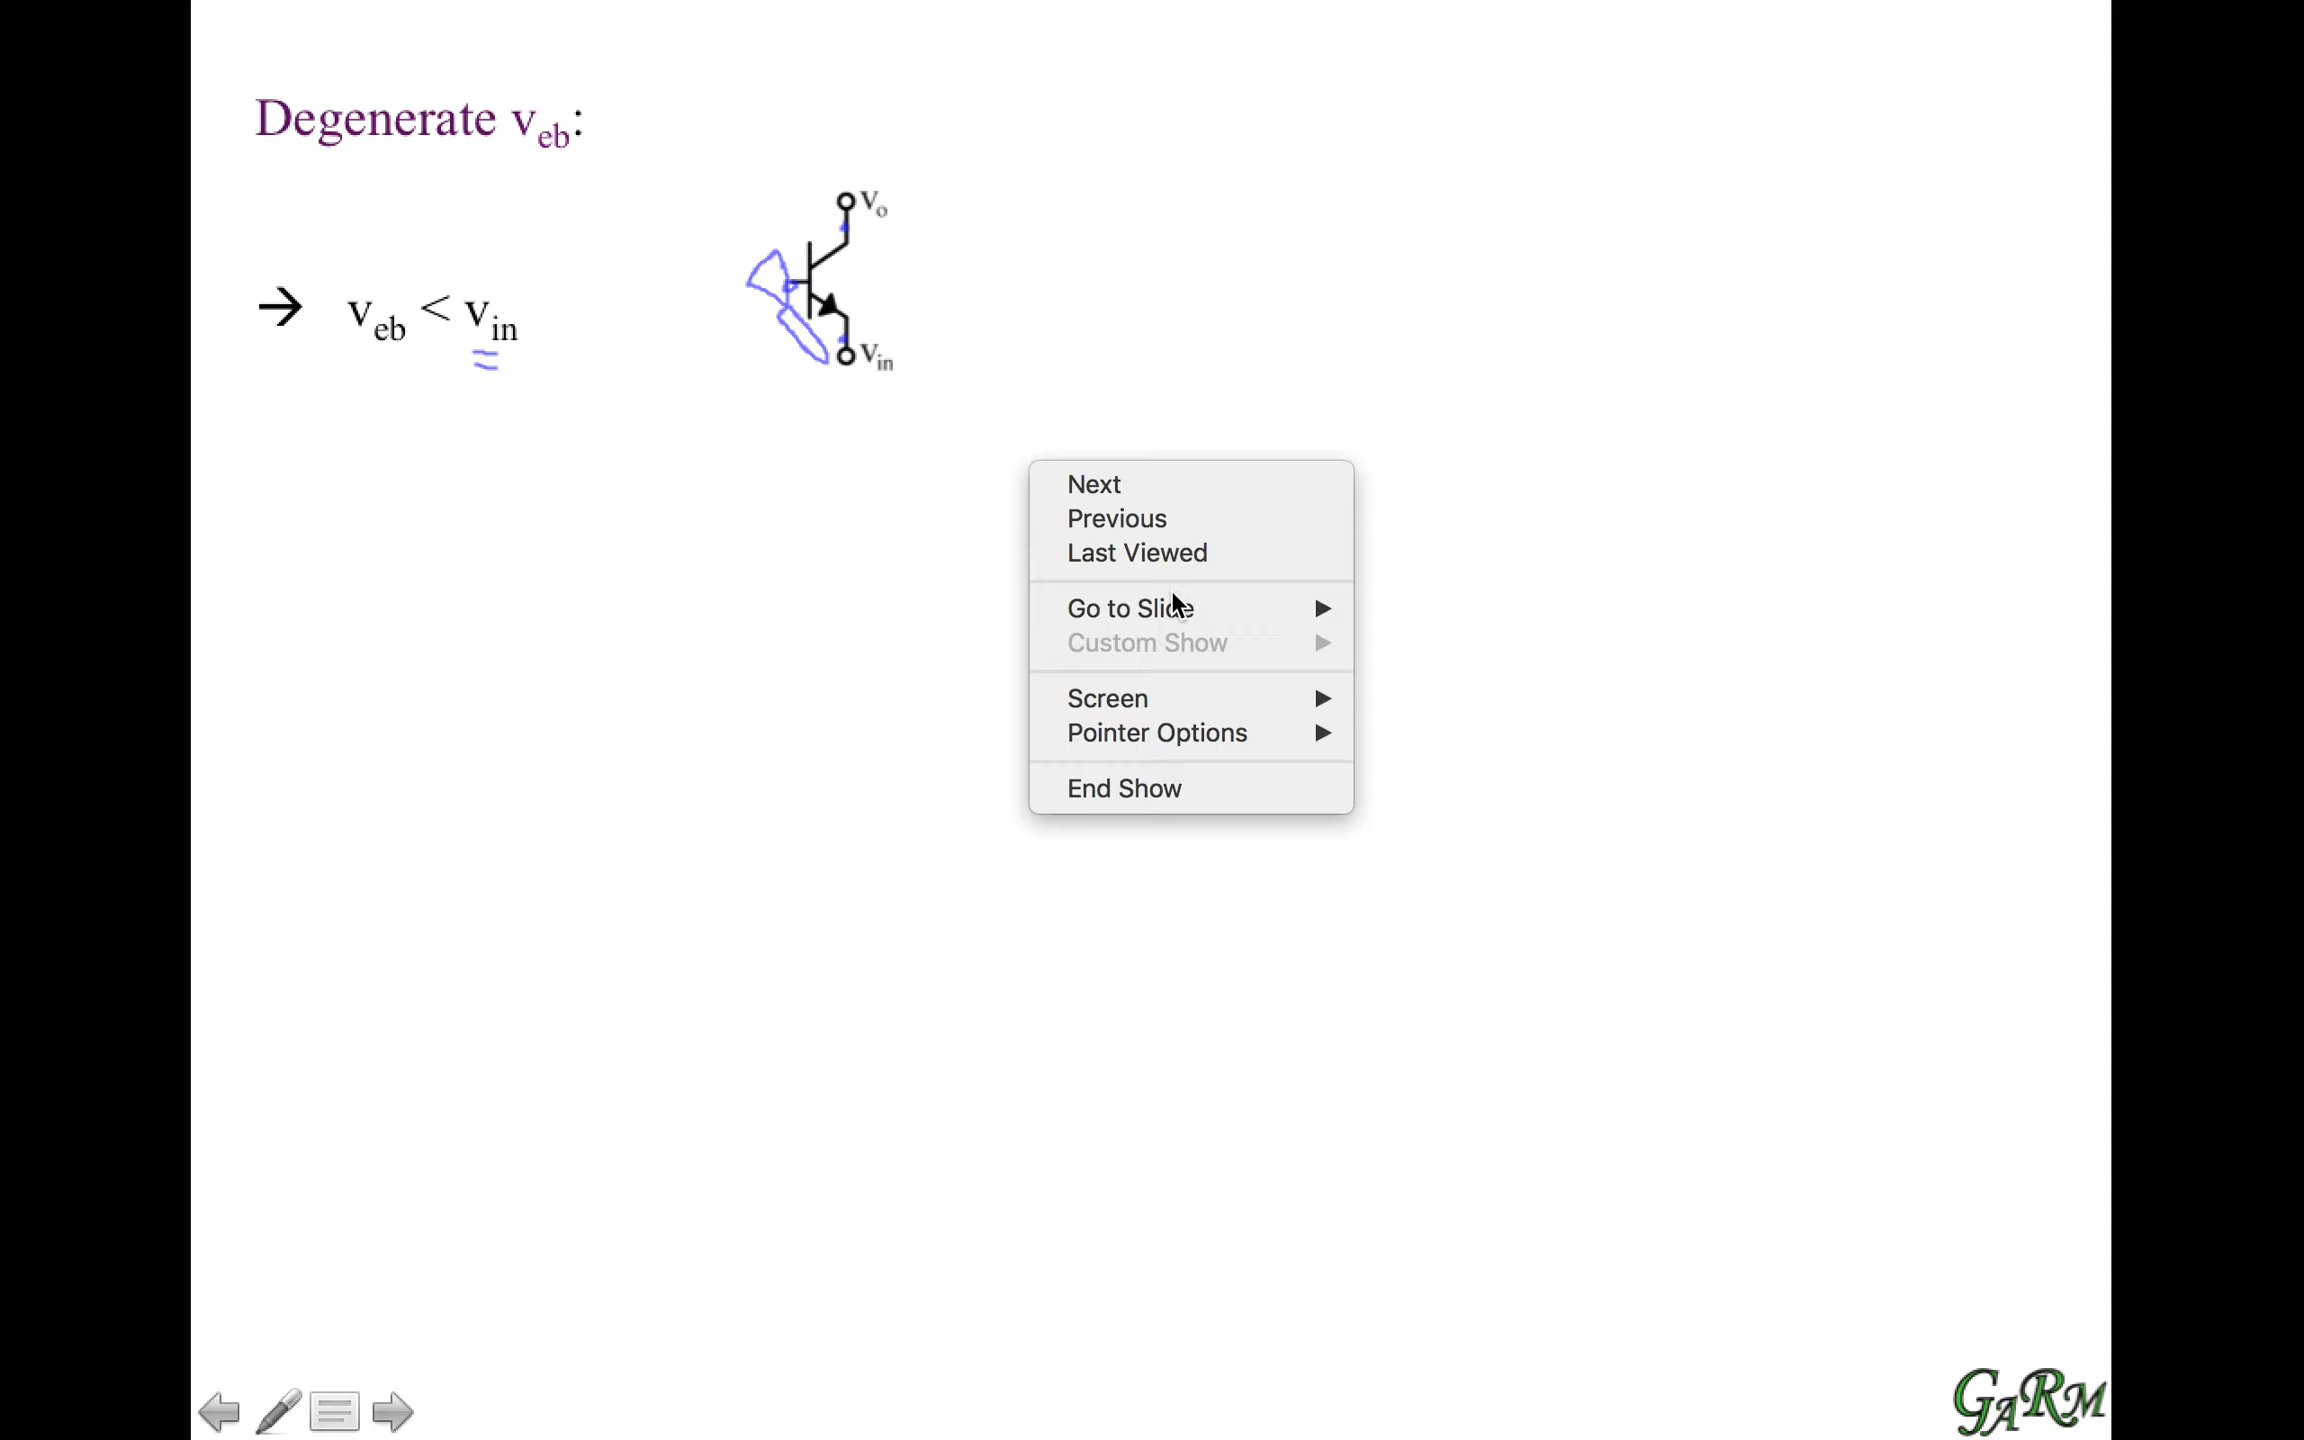 Degenerate veb:
vo
→ veb < vin
vin
Next
Previous
Last Viewed
Go to Slide
Custom Show
Screen
Pointer Options
End Show
GARM